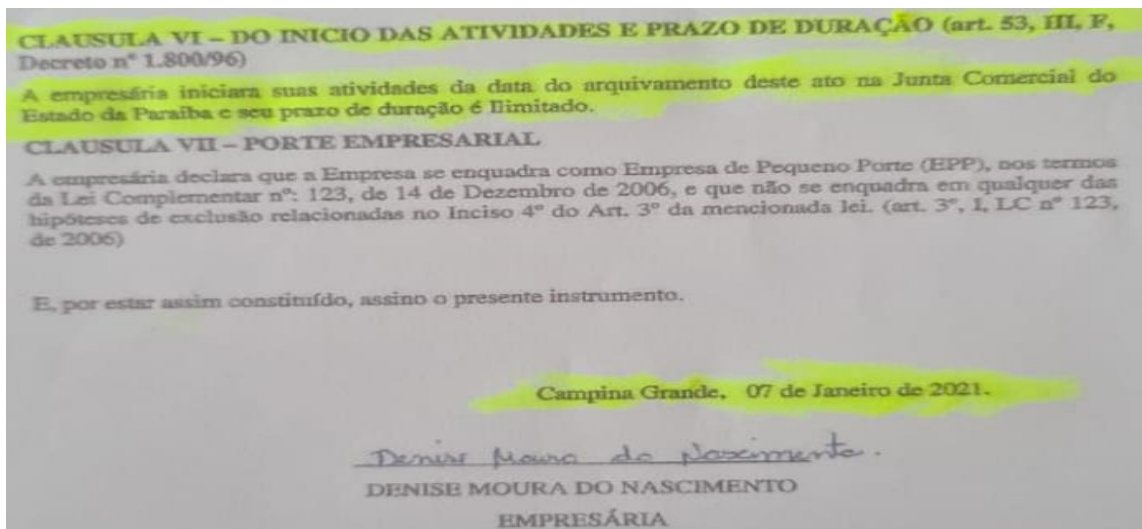 CLAUSULA VI – DO INICIO DAS ATIVIDADES E PRAZO DE DURAÇÃO (art. 53, III, F,
Decreto nº 1.800/96)
A empresária iniciara suas atividades da data do arquivamento deste ato na Junta Comercial do
Estado da Paraíba e seu prazo de duração é Ilimitado.
CLAUSULA VII – PORTE EMPRESARIAL
A empresária declara que a Empresa se enquadra como Empresa de Pequeno Porte (EPP), nos termos
da Lei Complementar nº: 123, de 14 de Dezembro de 2006, e que não se enquadra em qualquer das
hipóteses de exclusão relacionadas no Inciso 4º do Art. 3º da mencionada lei. (art. 3º, I, LC nº 123,
de 2006)
E, por estar assim constituído, assino o presente instrumento.
Campina Grande, 07 de Janeiro de 2021.
Denise Moura do Nascimento.
DENISE MOURA DO NASCIMENTO
EMPRESÁRIA